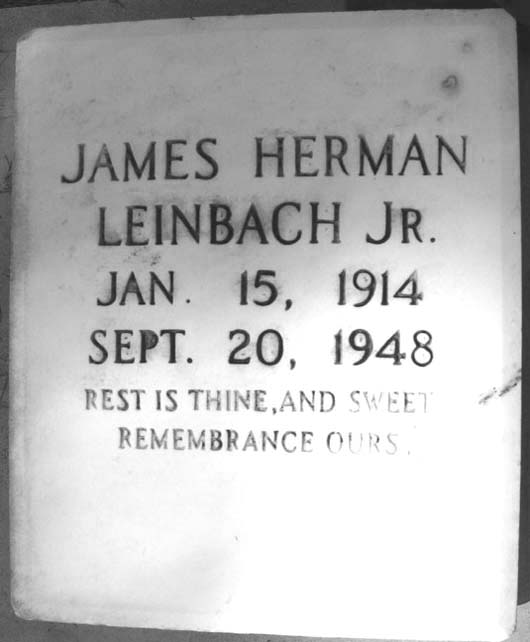 JAMES HERMAN
LEINBACH JR.
JAN. 15, 1914
SEPT. 20, 1948
REST IS THINE, AND SWEET
REMEMBRANCE OURS.